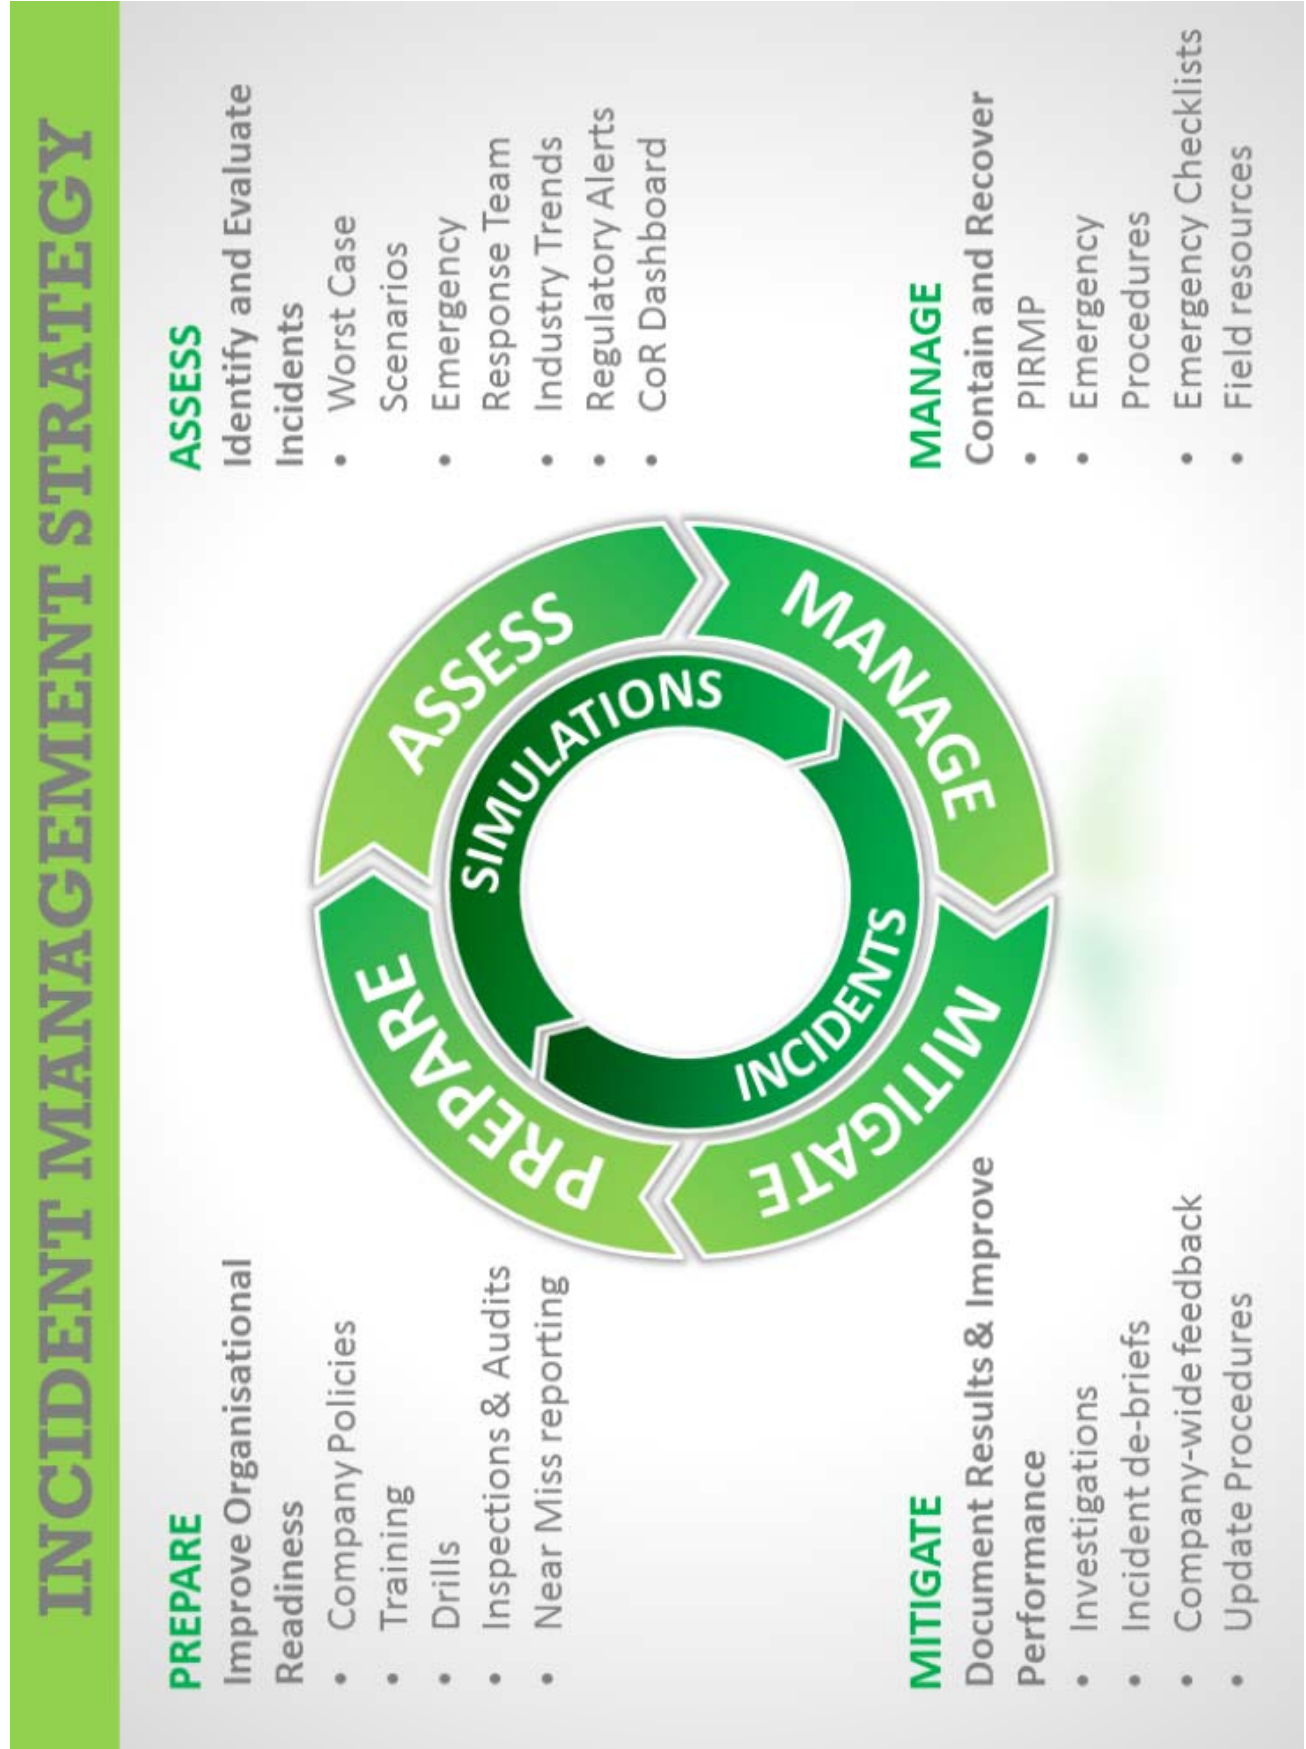 INCIDENT MANAGEMENT STRATEGY
PREPARE
Improve Organisational
Readiness
• Company Policies
• Training
• Drills
• Inspections & Audits
• Near Miss reporting
ASSESS
Identify and Evaluate
Incidents
• Worst Case
Scenarios
• Emergency
Response Team
• Industry Trends
• Regulatory Alerts
• CoR Dashboard
PREPARE
ASSESS
SIMULATIONS
INCIDENTS
MITIGATE
MANAGE
MITIGATE
Document Results & Improve
Performance
• Investigations
• Incident de-briefs
• Company-wide feedback
• Update Procedures
MANAGE
Contain and Recover
• PIRMP
• Emergency
Procedures
• Emergency Checklists
• Field resources